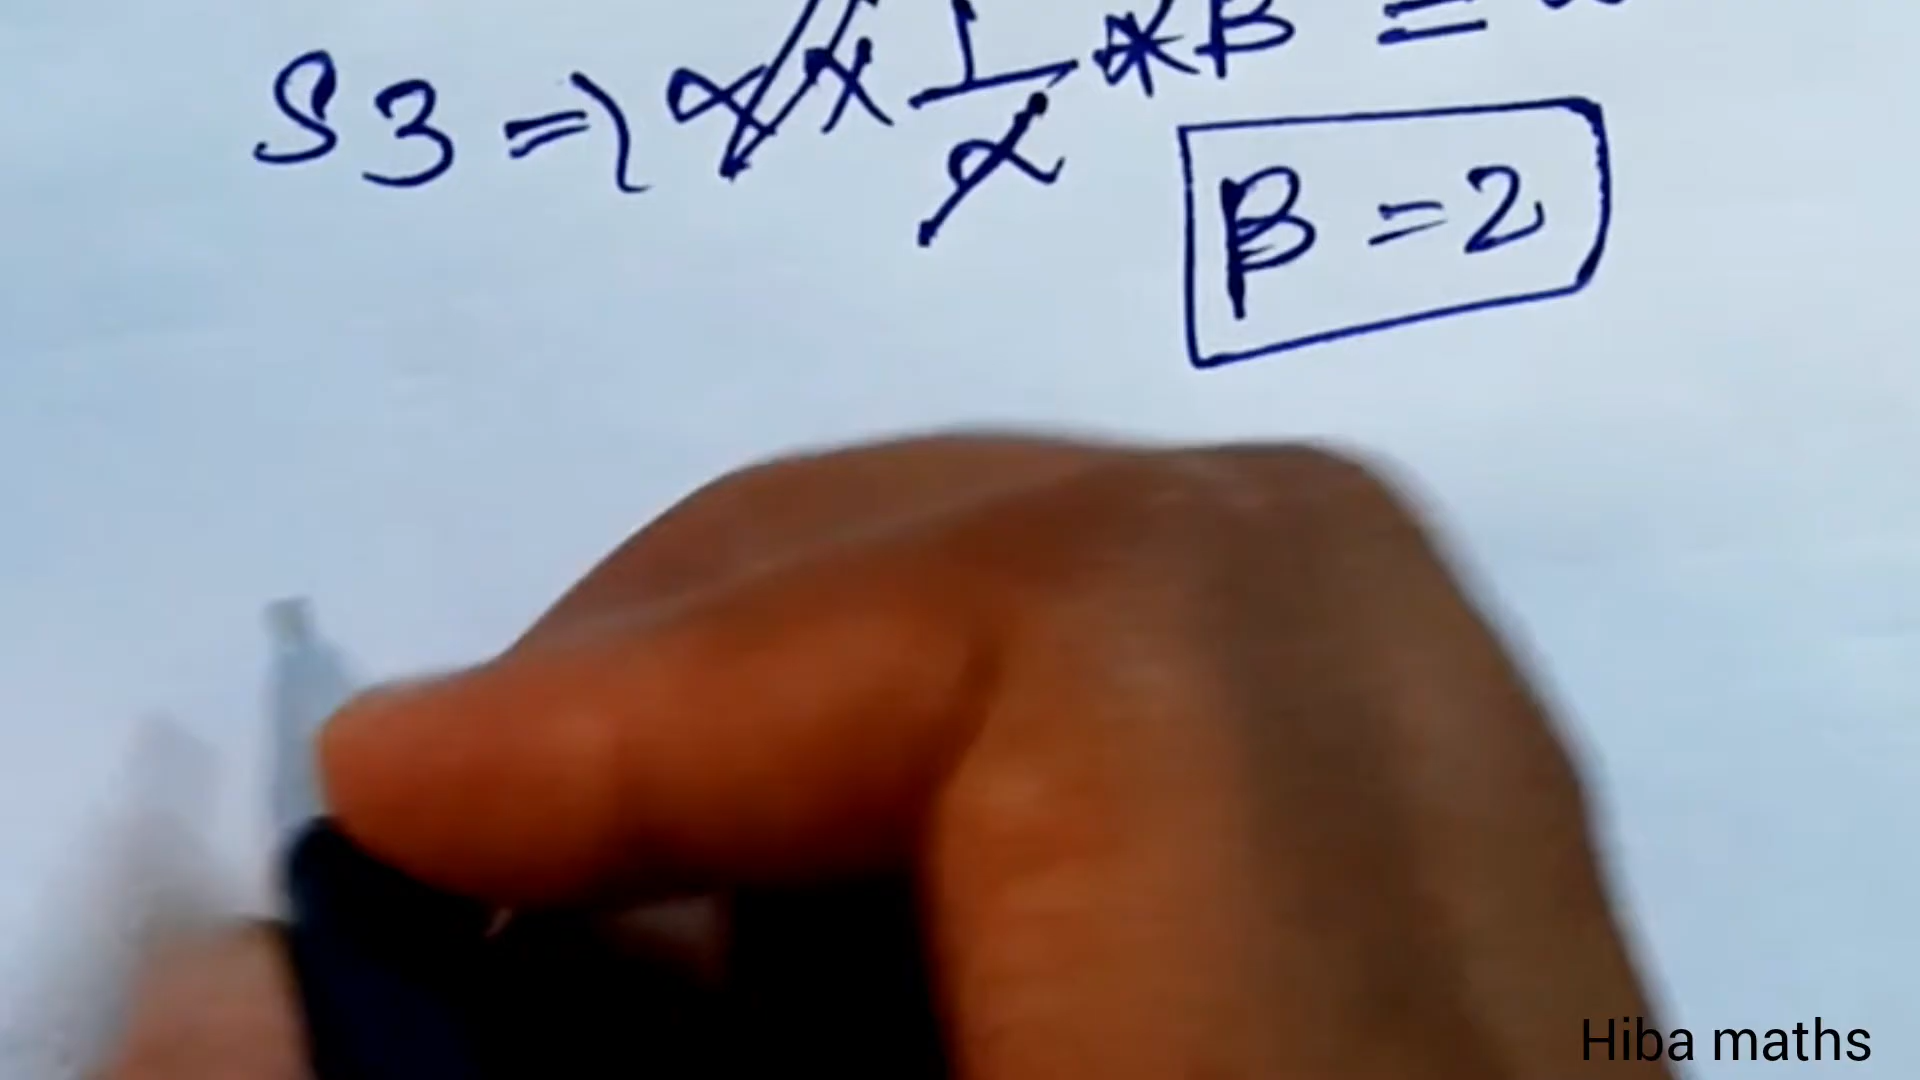 S3 ⇒ α × 1/α * β =
β = 2
Hiba maths